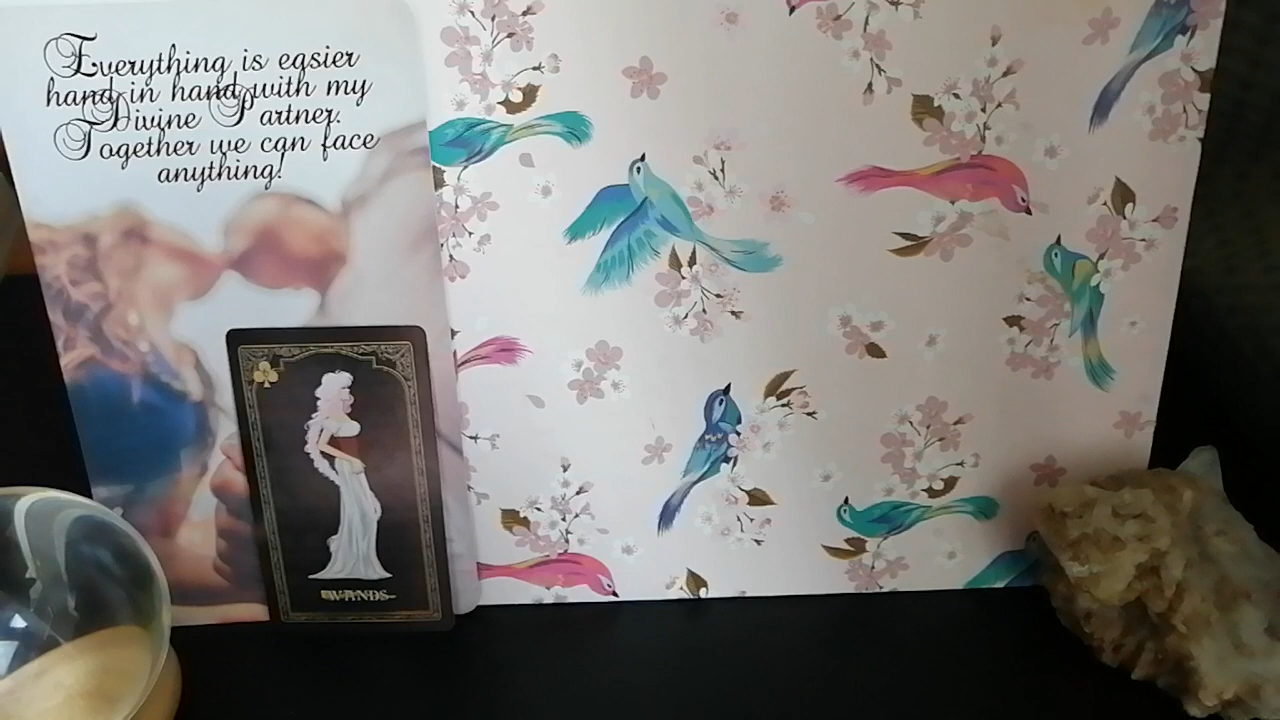 Everything is easier
hand in hand with my
Divine Partner.
Together we can face
anything!
WANDS